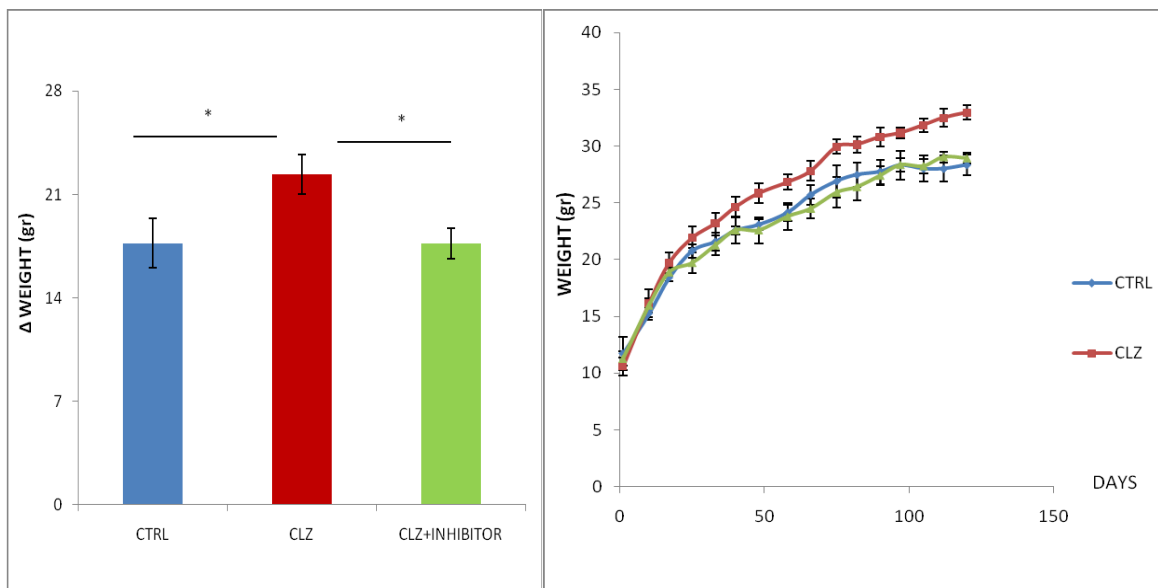 28
21
14
7
0
Δ WEIGHT (gr)
*
*
CTRL
CLZ
CLZ+INHIBITOR
40
35
30
25
20
15
10
5
0
WEIGHT (gr)
0
50
100
150
DAYS
CTRL
CLZ